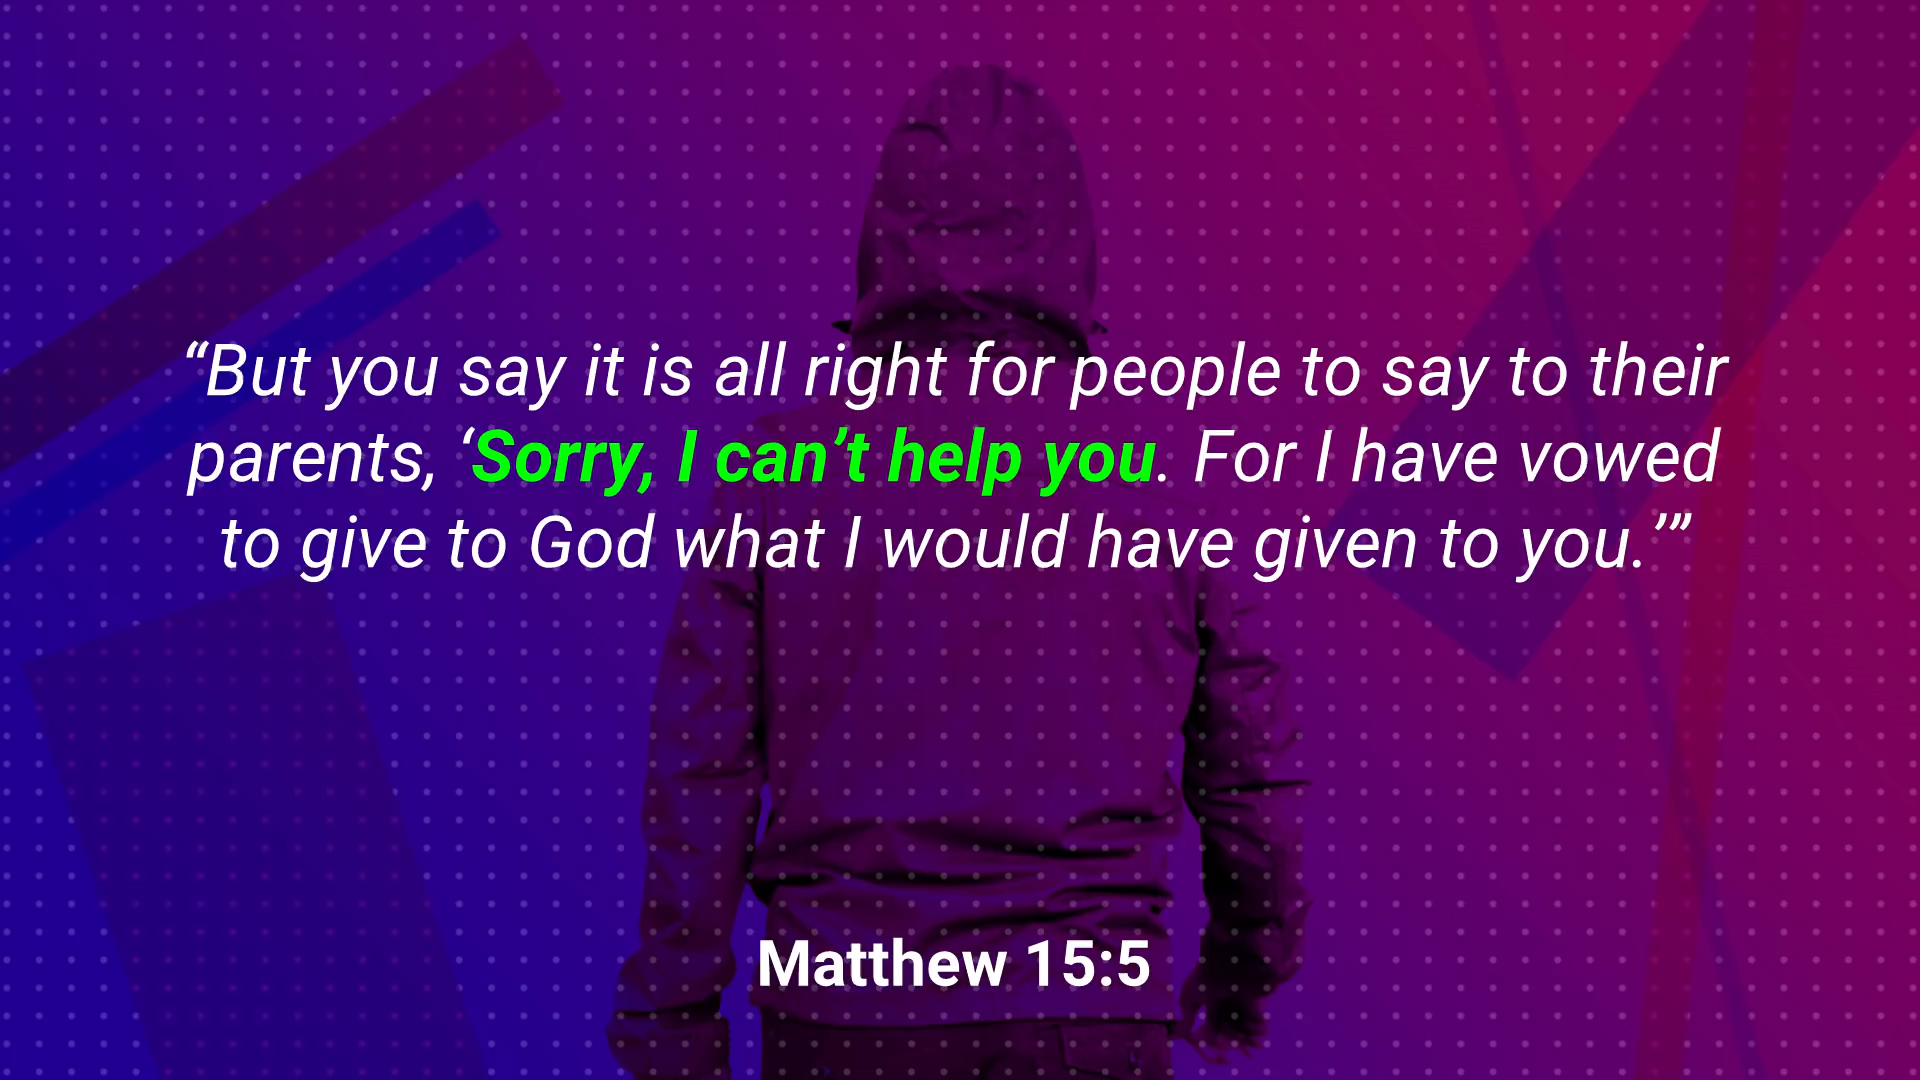 “But you say it is all right for people to say to their
parents, ‘Sorry, I can’t help you. For I have vowed
to give to God what I would have given to you.’”
Matthew 15:5